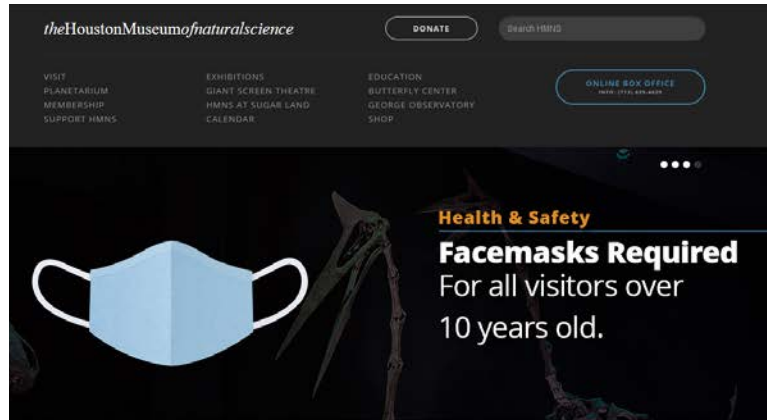 theHoustonMuseumofnaturalscience
DONATE
Search HMNS
VISIT
PLANETARIUM
MEMBERSHIP
SUPPORT HMNS
EXHIBITIONS
GIANT SCREEN THEATRE
HMNS AT SUGAR LAND
CALENDAR
EDUCATION
BUTTERFLY CENTER
GEORGE OBSERVATORY
SHOP
ONLINE BOX OFFICE
Health & Safety
Facemasks Required
For all visitors over
10 years old.